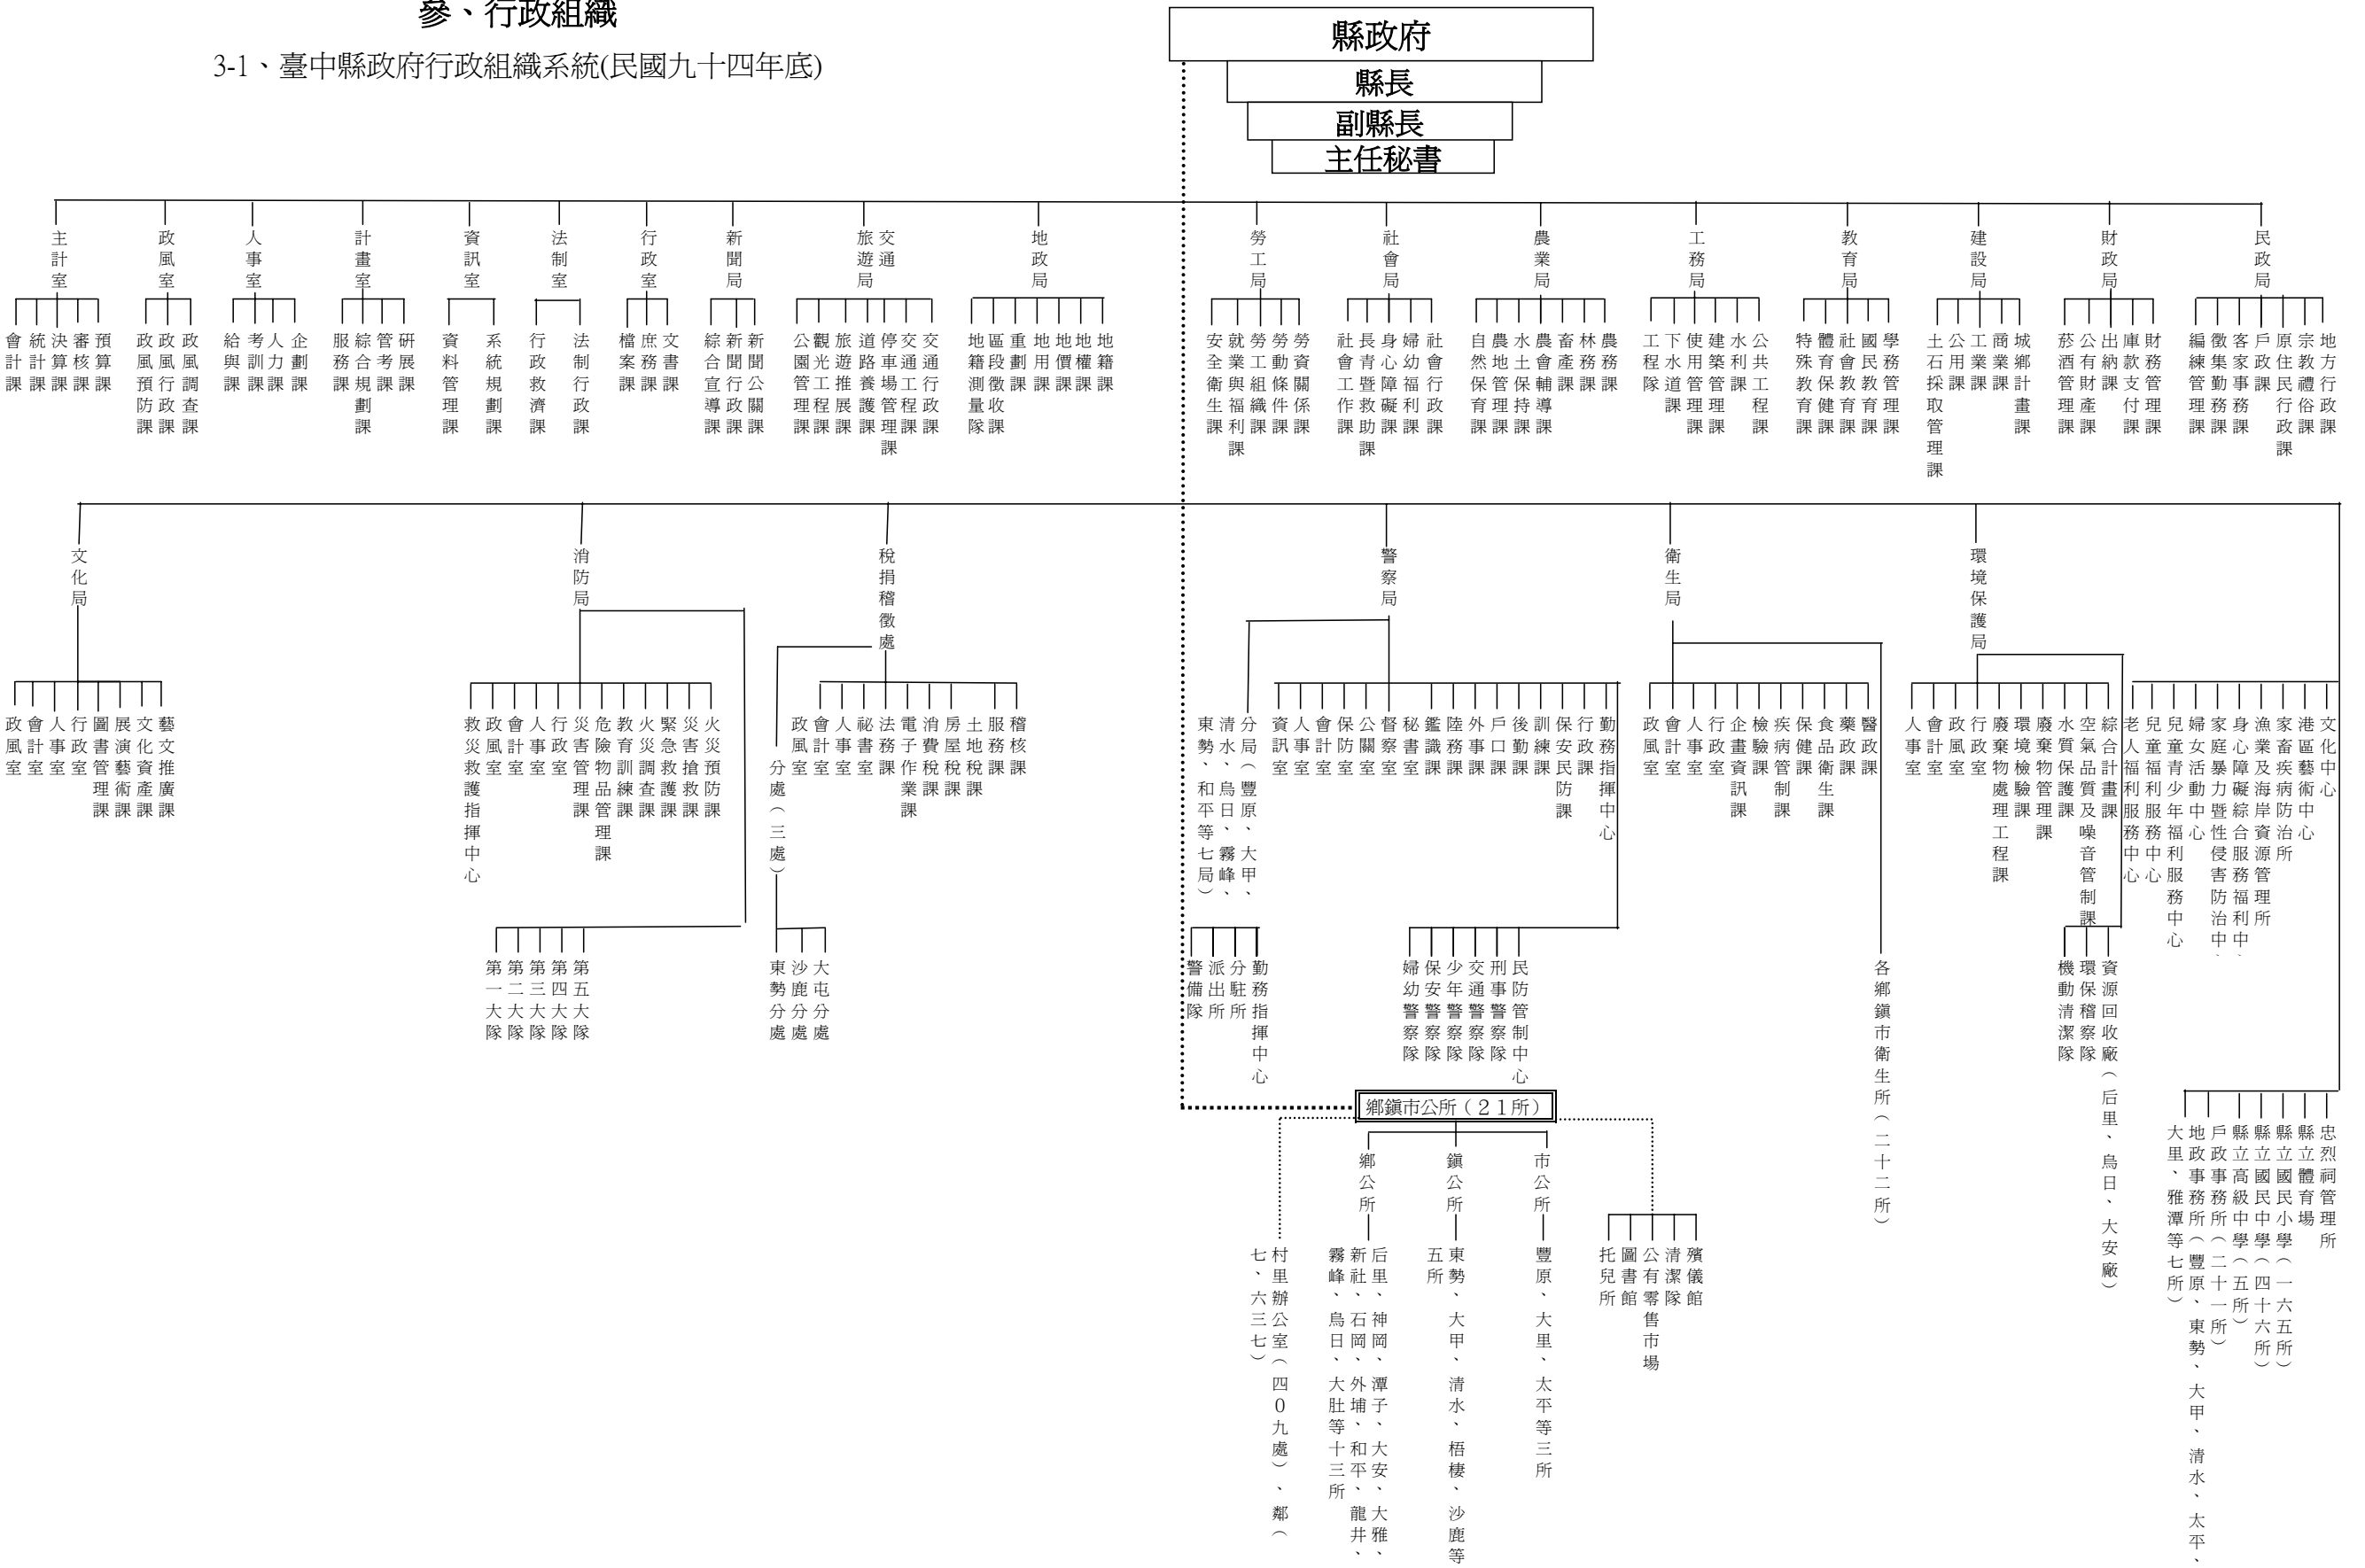 參、行政組織
3-1、臺中縣政府行政組織系統(民國九十四年底)
縣政府
縣長
副縣長
主任秘書
主計室
政風室
人事室
計畫室
資訊室
法制室
行政室
新聞局
交通
旅遊局
地政局
勞工局
社會局
農業局
工務局
教育局
建設局
財政局
民政局
會計課
統計課
決算課
審核課
預算課
政風預防課
政風行政課
政風調查課
給與課
考訓課
人力課
企劃課
服務課
綜合規劃課
管考課
研展課
資料管理課
系統規劃課
行政救濟課
法制行政課
檔案課
庶務課
文書課
綜合宣導課
新聞行政課
新聞公關課
公園管理課
觀光工程課
旅遊推展課
道路養護課
停車場管理課
交通工程課
交通行政課
地籍測量隊
區段徵收課
重劃課
地用課
地價課
地權課
地籍課
安全衛生課
就業與福利課
勞工組織課
勞動條件課
勞資關係課
社會工作課
長青暨救助課
身心障礙課
婦幼福利課
社會行政課
自然保育課
農地管理課
水土保持課
農會輔導課
畜產課
林務課
農務課
工程隊
下水道課
使用管理課
建築管理課
水利課
公共工程課
特殊教育課
體育保健課
社會教育課
國民教育課
學務管理課
土石採取管理課
公用課
工業課
商業課
城鄉計畫課
菸酒管理課
公有財產課
出納課
庫款支付課
財務管理課
編練管理課
徵集勤務課
客家事務課
戶政課
原住民行政課
宗教禮俗課
地方行政課
文化局
消防局
稅捐稽徵處
警察局
衛生局
環境保護局
政風室
會計室
人事室
行政室
圖書管理課
展演藝術課
文化資產課
藝文推廣課
救災救護指揮中心
政風室
會計室
人事室
行政室
災害管理課
危險物品管理課
教育訓練課
火災調查課
緊急救護課
災害搶救課
火災預防課
分處（三處）
政風室
會計室
人事室
祕書室
法務課
電子作業課
消費稅課
房屋稅課
土地稅課
服務課
稽核課
分局（豐原、大甲、
清水、烏日、霧峰、
東勢、和平等七局）
資訊室
人事室
會計室
保防室
公關室
督察室
秘書室
鑑識課
陸務課
外事課
戶口課
後勤課
訓練課
保安民防課
行政課
勤務指揮中心
政風室
會計室
人事室
行政室
企畫資訊課
檢驗課
疾病管制課
保健課
食品衛生課
藥政課
醫政課
人事室
會計室
政風室
行政室
廢棄物處理工程課
環境檢驗課
廢棄物管理課
水質保護課
空氣品質及噪音管制課
綜合計畫課
老人福利服務中心
兒童福利服務中心
兒童青少年福利服務中心
婦女活動中心
家庭暴力暨性侵害防治中
身心障礙綜合服務福利中
漁業及海岸資源管理所
家畜疾病防治所
港區藝術中心
文化中心
第一大隊
第二大隊
第三大隊
第四大隊
第五大隊
東勢分處
沙鹿分處
大屯分處
警備隊
派出所
分駐所
勤務指揮中心
婦幼警察隊
保安警察隊
少年警察隊
交通警察隊
刑事警察隊
民防管制中心
各鄉鎮市衛生所（二十二所）
機動清潔隊
環保稽察隊
資源回收廠（后里、烏日、大安廠）
鄉鎮市公所（２１所）
鄉公所
鎮公所
市公所
村里辦公室（四０九處）、鄰（
七、六三七）
后里、神岡、潭子、大安、大雅、
新社、石岡、外埔、和平、龍井、
霧峰、烏日、大肚等十三所
東勢、大甲、清水、梧棲、沙鹿等
五所
豐原、大里、太平等三所
托兒所
圖書館
公有零售市場
清潔隊
殯儀館
地政事務所（豐原、東勢、大甲、清水、太平、
大里、雅潭等七所）
戶政事務所（二十一所）
縣立高級中學（五所）
縣立國民中學（四十六所）
縣立國民小學（一六五所）
縣立體育場
忠烈祠管理所